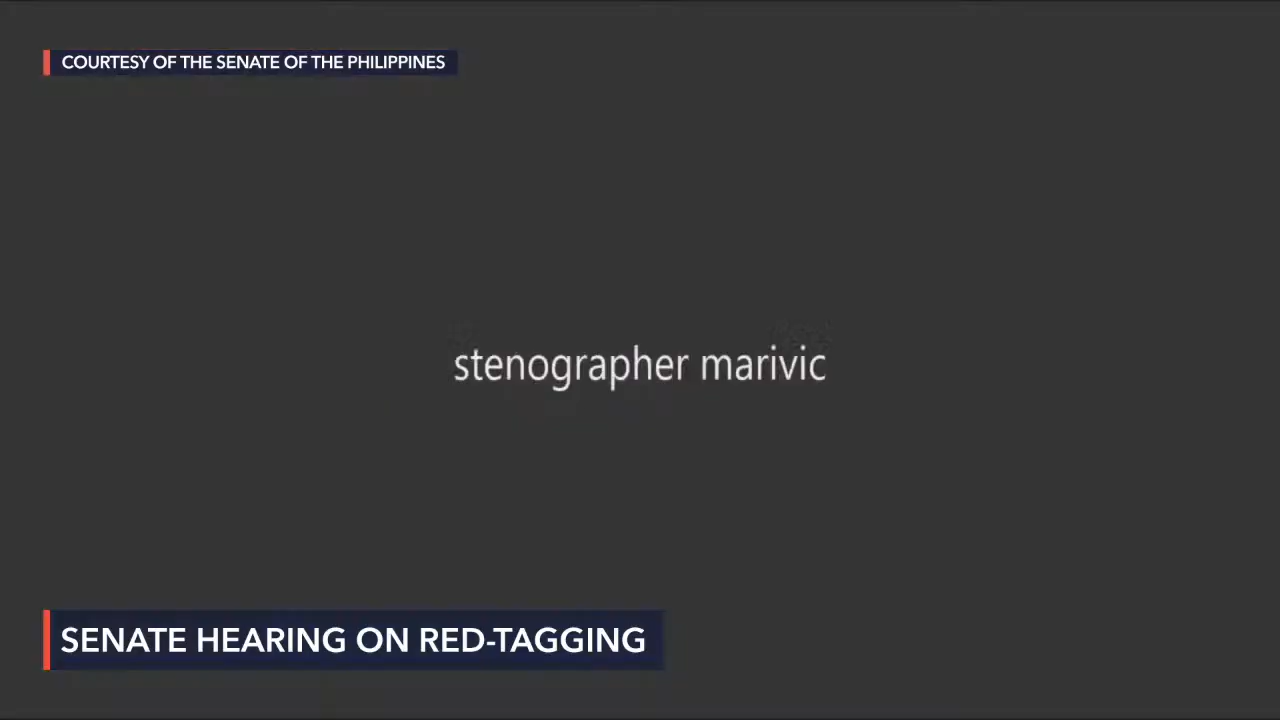 COURTESY OF THE SENATE OF THE PHILIPPINES
stenographer marivic
SENATE HEARING ON RED-TAGGING